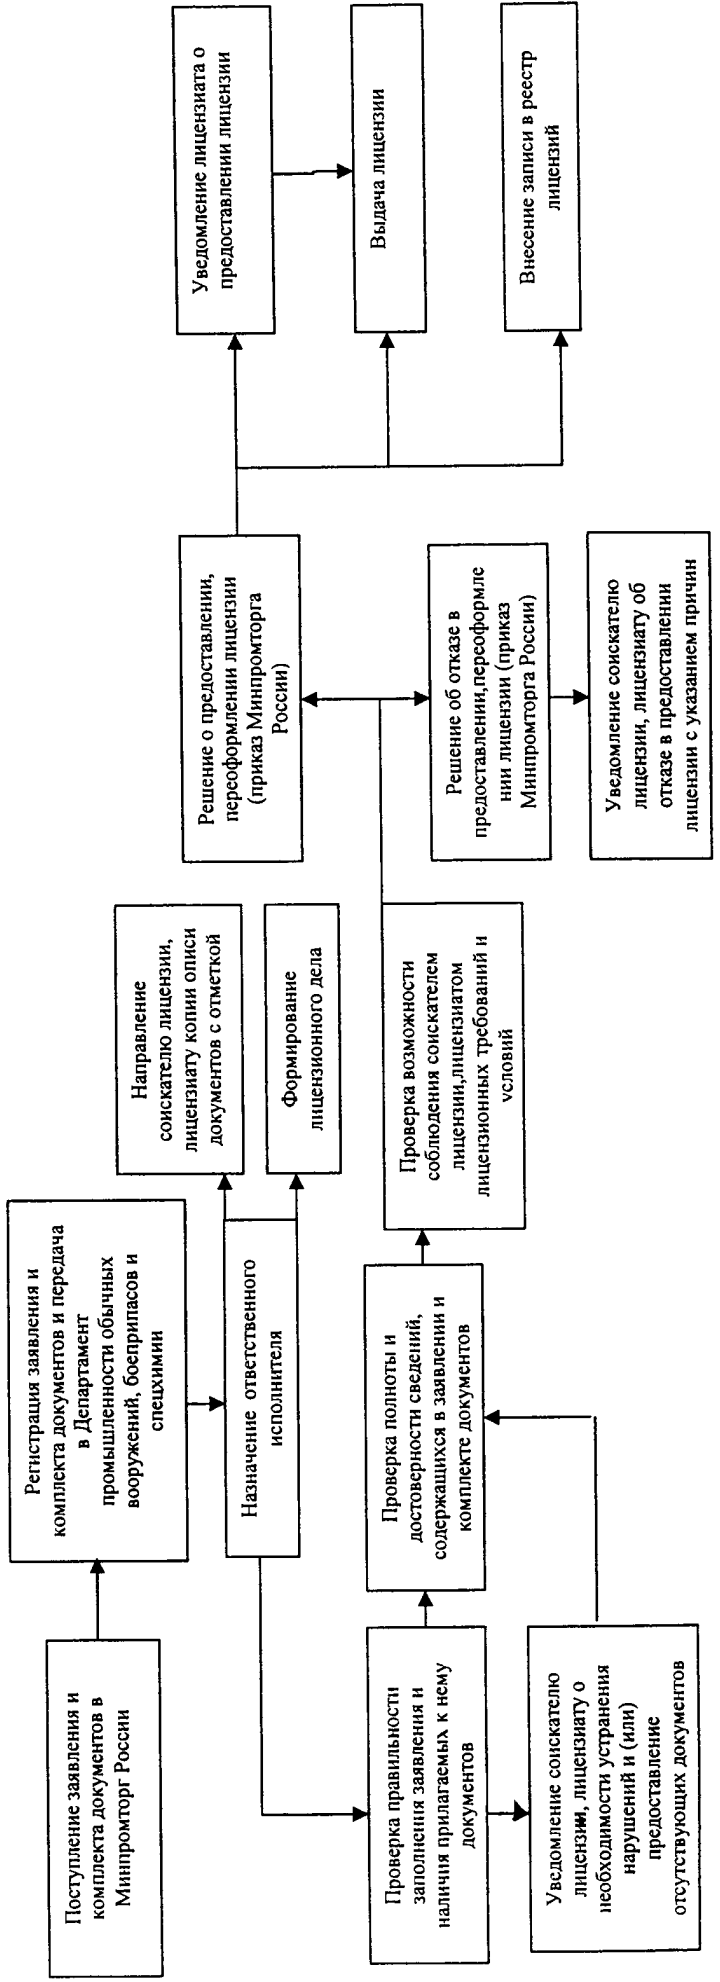 Поступление заявления и
комплекта документов в
Минпромторг России
Регистрация заявления и
комплекта документов и передача
в Департамент
промышленности обычных
вооружений, боеприпасов и
спецхимии
Назначение ответственного
исполнителя
Направление
соискателю лицензии,
лицензиату копии описи
документов с отметкой
Формирование
лицензионного дела
Проверка правильности
заполнения заявления и
наличия прилагаемых к нему
документов
Уведомление соискателю
лицензии, лицензиату о
необходимости устранения
нарушений и (или)
предоставление
отсутствующих документов
Проверка полноты и
достоверности сведений,
содержащихся в заявлении и
комплекте документов
Проверка возможности
соблюдения соискателем
лицензии,лицензиатом
лицензионных требований и
условий
Решение о предоставлении,
переоформлении лицензии
(приказ Минпромторга
России)
Решение об отказе в
предоставлении,переоформле
нии лицензии (приказ
Минпромторга России)
Уведомление соискателю
лицензии, лицензиату об
отказе в предоставлении
лицензии с указанием причин
Уведомление лицензиата о
предоставлении лицензии
Выдача лицензии
Внесение записи в реестр
лицензий